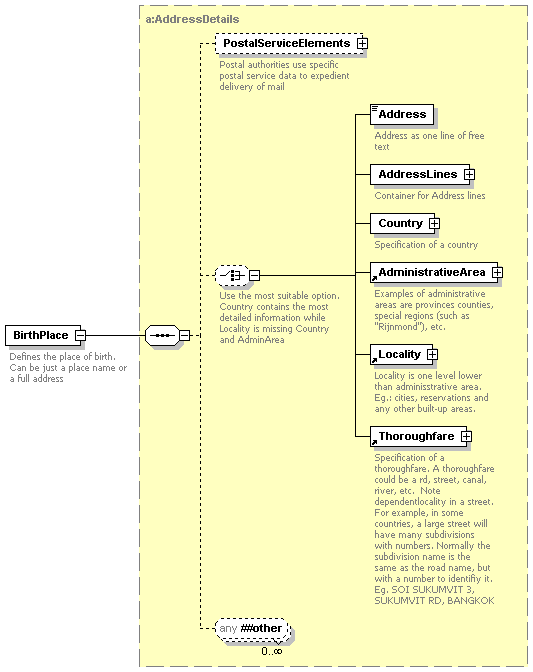 a:AddressDetails
PostalServiceElements
Postal authorities use specific
postal service data to expedient
delivery of mail
Address
Address as one line of free
text
AddressLines
Container for Address lines
Country
Specification of a country
AdministrativeArea
Examples of administrative
areas are provinces counties,
special regions (such as
"Rijnmond"), etc.
Use the most suitable option.
Country contains the most
detailed information while
Locality is missing Country
and AdminArea
BirthPlace
Defines the place of birth.
Can be just a place name or
a full address
Locality
Locality is one level lower
than adminisstrative area.
Eg.: cities, reservations and
any other built-up areas.
Thoroughfare
Specification of a
thoroughfare. A thoroughfare
could be a rd, street, canal,
river, etc.  Note
dependentlocality in a street.
For example, in some
countries, a large street will
have many subdivisions
with numbers. Normally the
subdivision name is the
same as the road name, but
with a number to identifiy it.
Eg. SOI SUKUMVIT 3,
SUKUMVIT RD, BANGKOK
any ##other
0..∞